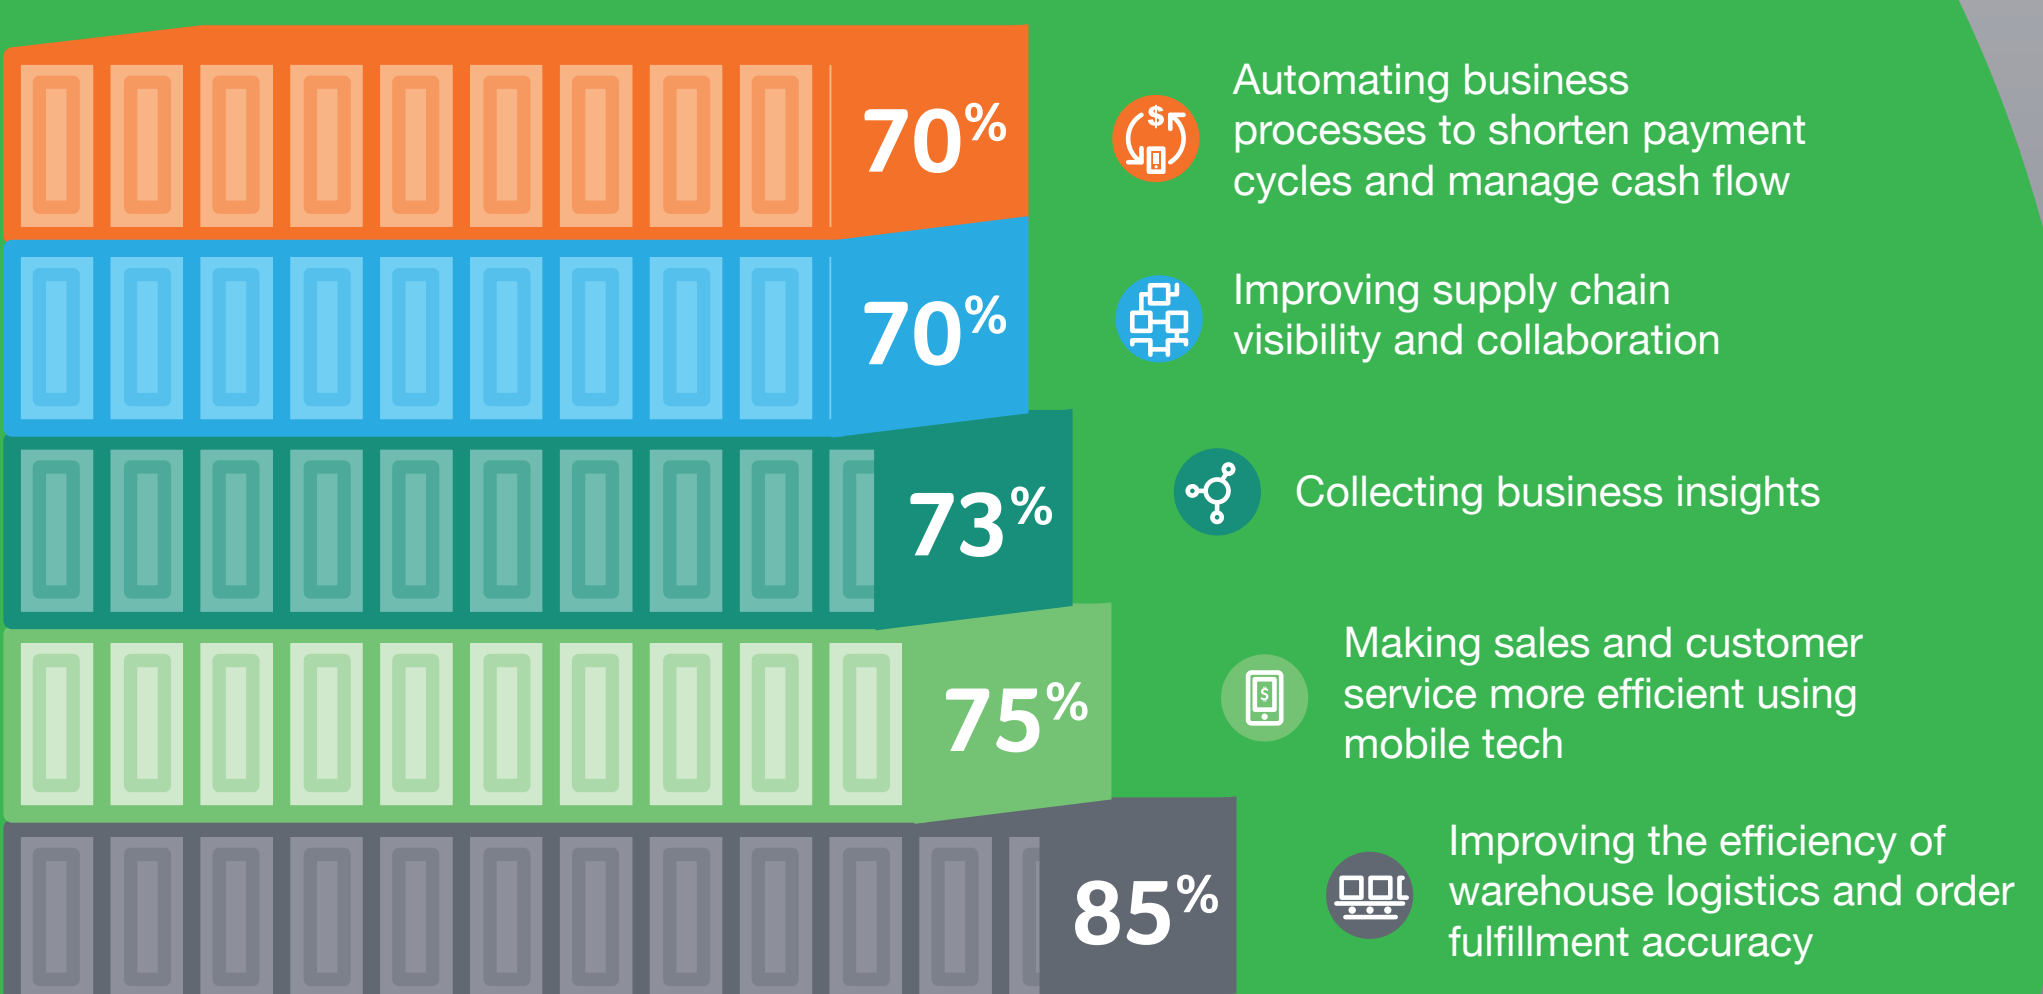 70%
Automating business
processes to shorten payment
cycles and manage cash flow
70%
Improving supply chain
visibility and collaboration
73%
Collecting business insights
75%
Making sales and customer
service more efficient using
mobile tech
85%
Improving the efficiency of
warehouse logistics and order
fulfillment accuracy
$
$